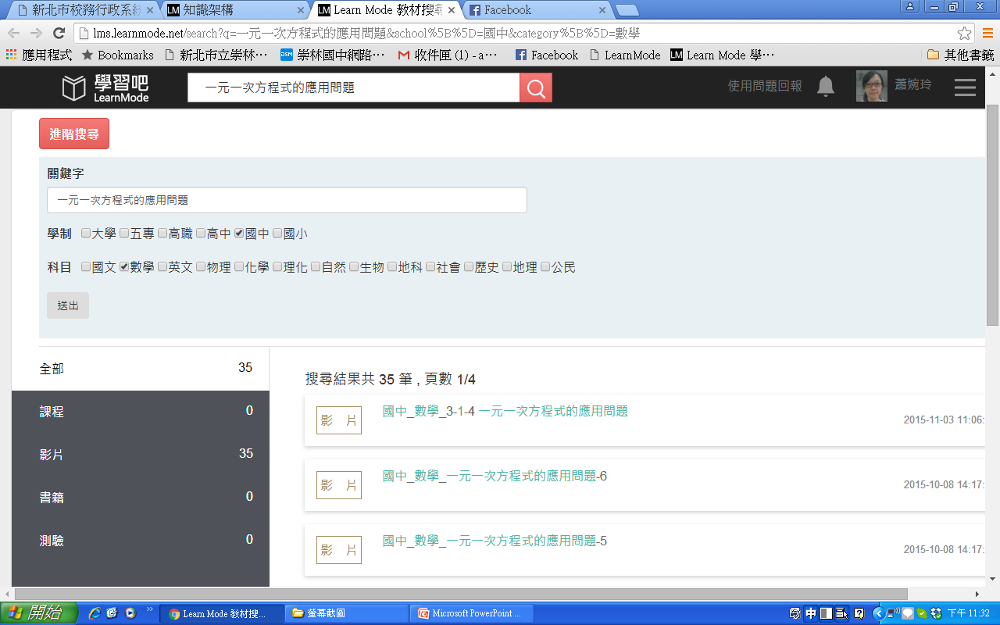 新北市校務行政系統
知識架構
Learn Mode 教材搜尋
Facebook
lms.learnmode.net/search?q=一元一次方程式的應用問題&school%5B%5D=國中&category%5B%5D=數學
應用程式 Bookmarks 新北市立崇林… 崇林國中網路… 收件匣 (1) - a… Facebook LearnMode Learn Mode 學… 其他書籤
學習吧
LearnMode
一元一次方程式的應用問題
使用問題回報
蕭婉玲
進階搜尋
關鍵字
一元一次方程式的應用問題
學制 大學 五專 高職 高中 國中 國小
科目 國文 數學 英文 物理 化學 理化 自然 生物 地科 社會 歷史 地理 公民
送出
全部 35
課程 0
影片 35
書籍 0
測驗 0
搜尋結果共 35 筆 , 頁數 1/4
影 片 國中_數學_3-1-4 一元一次方程式的應用問題 2015-11-03 11:06:
影 片 國中_數學_一元一次方程式的應用問題-6 2015-10-08 14:17:
影 片 國中_數學_一元一次方程式的應用問題-5 2015-10-08 14:17:
開始 Learn Mode 教材搜... 螢幕截圖 Microsoft PowerPoint ... 中 下午 11:32